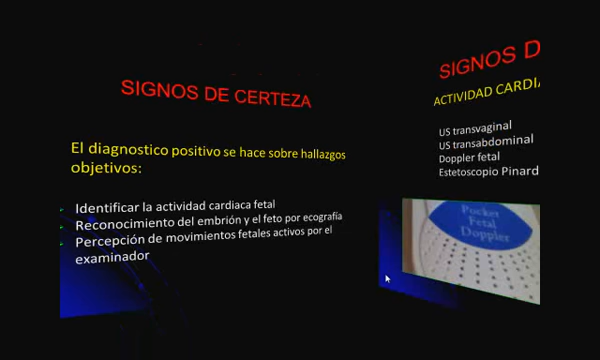 SIGNOS DE CERTEZA
El diagnostico positivo se hace sobre hallazgos
objetivos:
Identificar la actividad cardiaca fetal
Reconocimiento del embrión y el feto por ecografía
Percepción de movimientos fetales activos por el
examinador
SIGNOS D
ACTIVIDAD CARDI
US transvaginal
US transabdominal
Doppler fetal
Estetoscopio Pinard
Pocket
Fetal
Doppler